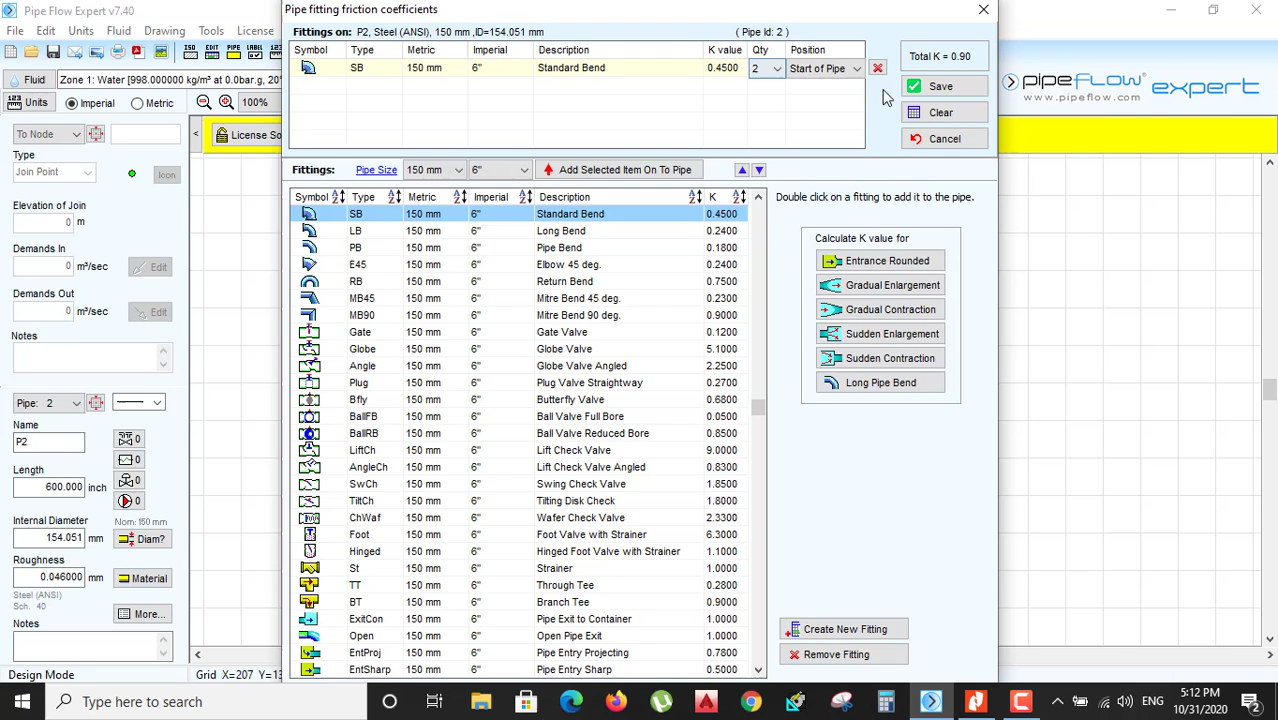 Pipe Flow Expert v7.40
File Edit Units Fluid Drawing Tools License
ISO EDIT PIPE LABEL
Fluid Zone 1: Water [998.0000 kg/m³ at 0.0bar.g, 20°
Units Imperial Metric 100%
To Node
Type
Join Point Icon
Elevation of Join
0 m
Demands In
0 m³/sec Edit
Demands Out
0 m³/sec Edit
Notes
Pipe: 2
Name
P2 0
Length 0
600.000 inch 0
0
Internal Diameter Nom: 150 mm
154.051 mm Diam?
Roughness
0.046000 mm Material
Steel (ANSI)
Sch. 40
More...
Notes
Design Mode Grid X=207 Y=13
< License So
Pipe fitting friction coefficients
Fittings on: P2, Steel (ANSI), 150 mm ,ID=154.051 mm ( Pipe Id: 2 )
Symbol Type Metric Imperial Description K value Qty Position
SB 150 mm 6" Standard Bend 0.4500 2 Start of Pipe
Total K = 0.90
Save
Clear
Cancel
Fittings: Pipe Size 150 mm 6" Add Selected Item On To Pipe
Symbol Type Metric Imperial Description K
SB 150 mm 6" Standard Bend 0.4500
LB 150 mm 6" Long Bend 0.2400
PB 150 mm 6" Pipe Bend 0.1800
E45 150 mm 6" Elbow 45 deg. 0.2400
RB 150 mm 6" Return Bend 0.7500
MB45 150 mm 6" Mitre Bend 45 deg. 0.2300
MB90 150 mm 6" Mitre Bend 90 deg. 0.9000
Gate 150 mm 6" Gate Valve 0.1200
Globe 150 mm 6" Globe Valve 5.1000
Angle 150 mm 6" Globe Valve Angled 2.2500
Plug 150 mm 6" Plug Valve Straightway 0.2700
Bfly 150 mm 6" Butterfly Valve 0.6800
BallFB 150 mm 6" Ball Valve Full Bore 0.0500
BallRB 150 mm 6" Ball Valve Reduced Bore 0.8500
LiftCh 150 mm 6" Lift Check Valve 9.0000
AngleCh 150 mm 6" Lift Check Valve Angled 0.8300
SwCh 150 mm 6" Swing Check Valve 1.8500
TiltCh 150 mm 6" Tilting Disk Check 1.8000
ChWaf 150 mm 6" Wafer Check Valve 2.3300
Foot 150 mm 6" Foot Valve with Strainer 6.3000
Hinged 150 mm 6" Hinged Foot Valve with Strainer 1.1000
St 150 mm 6" Strainer 1.0000
TT 150 mm 6" Through Tee 0.2800
BT 150 mm 6" Branch Tee 0.9000
ExitCon 150 mm 6" Pipe Exit to Container 1.0000
Open 150 mm 6" Open Pipe Exit 1.0000
EntProj 150 mm 6" Pipe Entry Projecting 0.7800
EntSharp 150 mm 6" Pipe Entry Sharp 0.5000
Double click on a fitting to add it to the pipe.
Calculate K value for
Entrance Rounded
Gradual Enlargement
Gradual Contraction
Sudden Enlargement
Sudden Contraction
Long Pipe Bend
Create New Fitting
Remove Fitting
pipeFlow expert
www.pipeflow.com
Type here to search
ENG
5:12 PM
10/31/2020
2